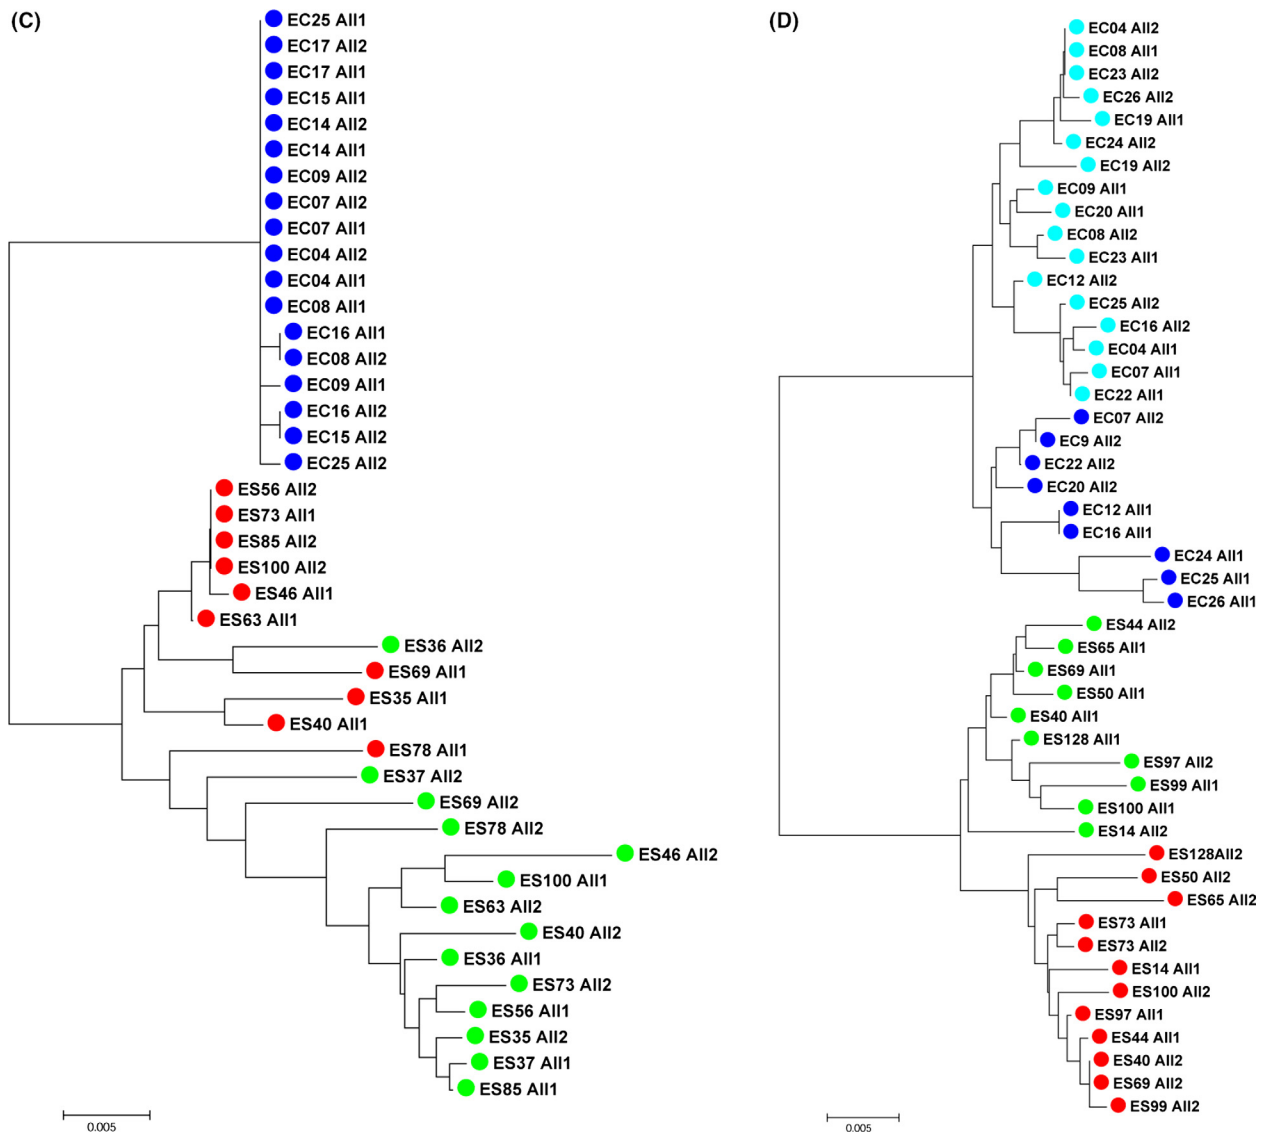 (C)
EC25 All1
EC17 All2
EC17 All1
EC15 All1
EC14 All2
EC14 All1
EC09 All2
EC07 All2
EC07 All1
EC04 All2
EC04 All1
EC08 All1
EC16 All1
EC08 All2
EC09 All1
EC16 All2
EC15 All2
EC25 All2
ES56 All2
ES73 All1
ES85 All2
ES100 All2
ES46 All1
ES63 All1
ES36 All2
ES69 All1
ES35 All1
ES40 All1
ES78 All1
ES37 All2
ES69 All2
ES78 All2
ES46 All2
ES100 All1
ES63 All2
ES40 All2
ES36 All1
ES73 All2
ES56 All1
ES35 All2
ES37 All1
ES85 All1
0.005
(D)
EC04 All2
EC08 All1
EC23 All2
EC26 All2
EC19 All1
EC24 All2
EC19 All2
EC09 All1
EC20 All1
EC08 All2
EC23 All1
EC12 All2
EC25 All2
EC16 All2
EC04 All1
EC07 All1
EC22 All1
EC07 All2
EC9 All2
EC22 All2
EC20 All2
EC12 All1
EC16 All1
EC24 All1
EC25 All1
EC26 All1
ES44 All2
ES65 All1
ES69 All1
ES50 All1
ES40 All1
ES128 All1
ES97 All2
ES99 All1
ES100 All1
ES14 All2
ES128All2
ES50 All2
ES65 All2
ES73 All1
ES73 All2
ES14 All1
ES100 All2
ES97 All1
ES44 All1
ES40 All2
ES69 All2
ES99 All2
0.005